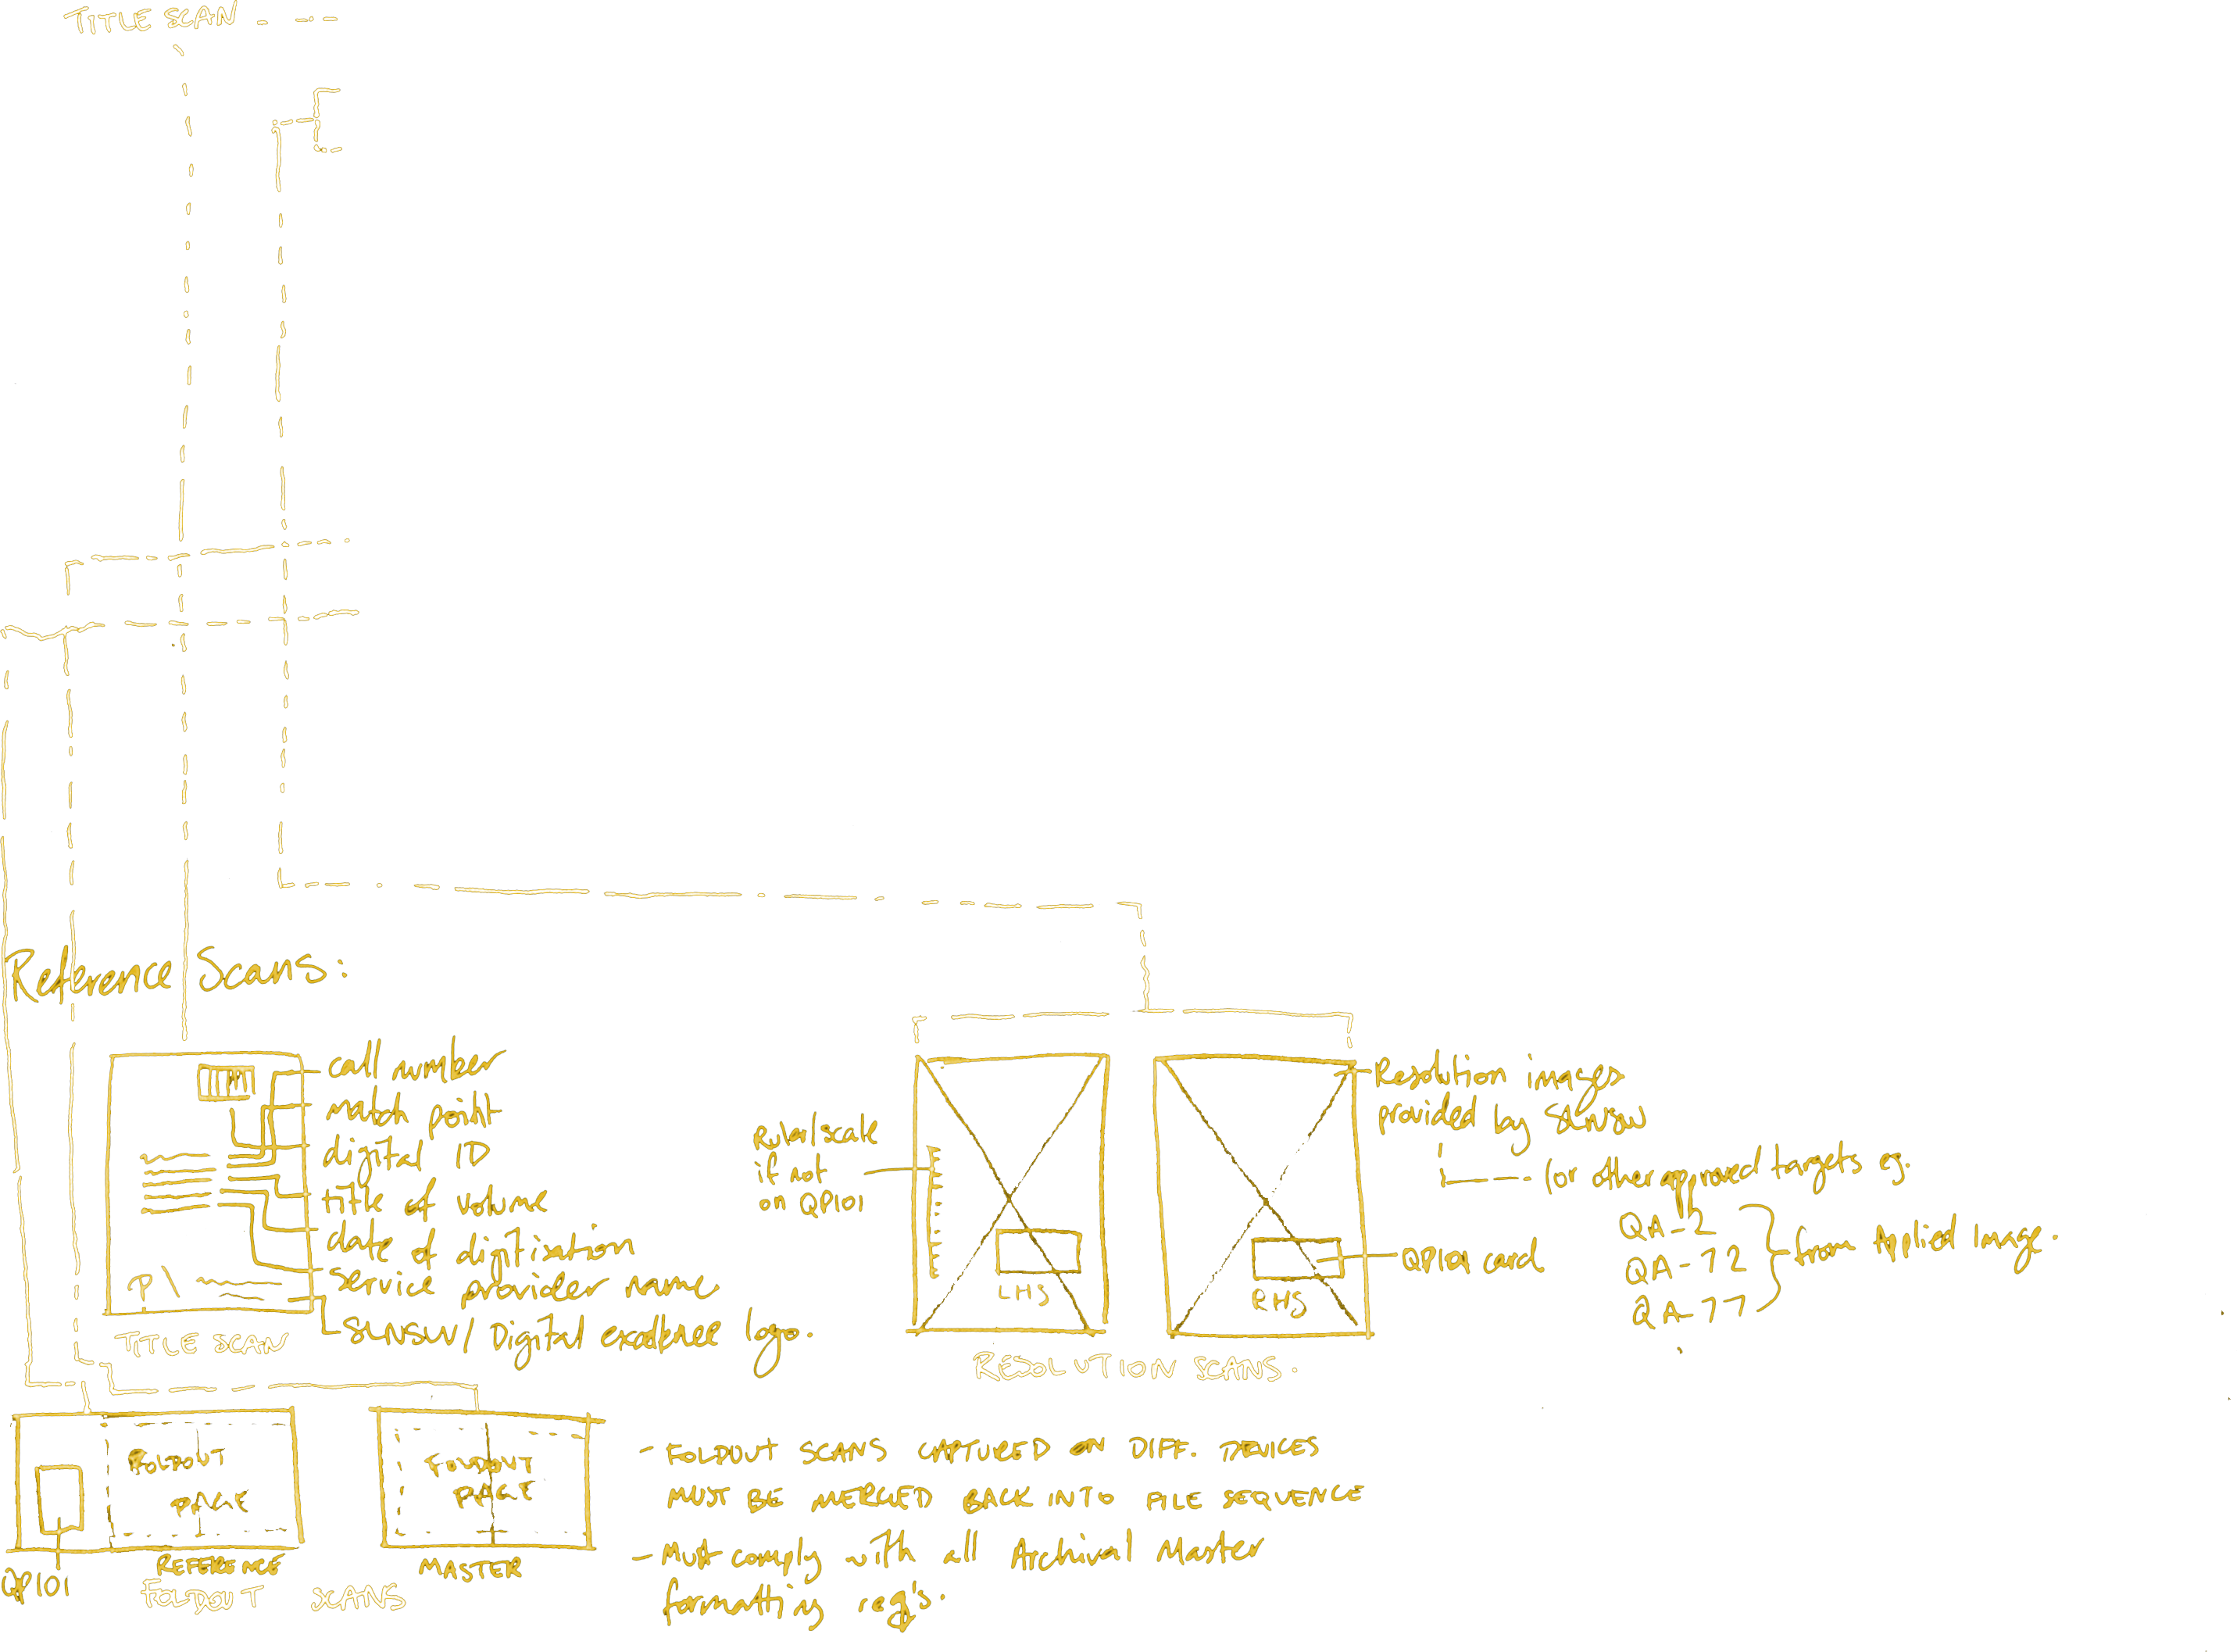 TITLE SCAN
Reference Scans:
call number
match point
digital ID
title of volume
date of digitization
service provider name.
SLNSW / Digital excellence logo.
TITLE SCAN
Ruler/scale
if not
on QP101
LHS
RHS
RESOLUTION SCANS.
Resolution images
provided by SLNSW
(or other approved targets eg.
QA-2
QA-72
QA-77
from Applied Image.
QP101 card
FOLDOUT
PAGE
REFERENCE
QP101
FOLDOUT
PAGE
MASTER
FOLDOUT SCANS
- FOLDOUT SCANS CAPTURED ON DIFF. DEVICES
MUST BE MERGED BACK INTO FILE SEQUENCE
- Must comply with all Archival Master
formatting req's.